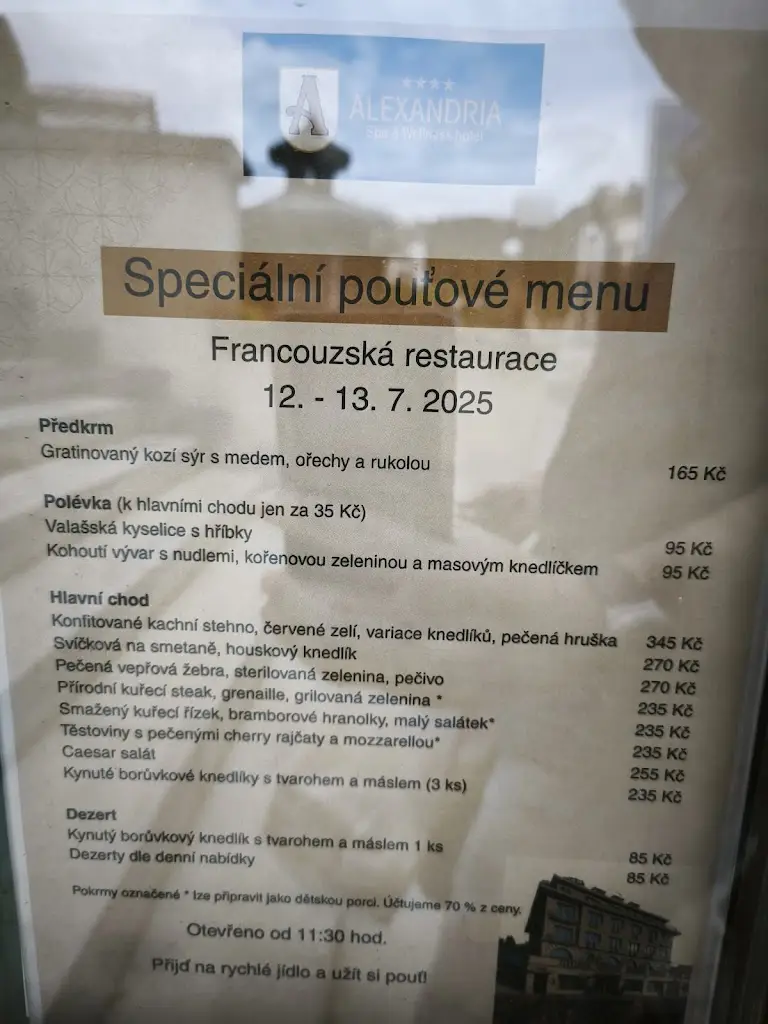 A
ALEXANDRIA
Spa & Wellness hotel
Speciální pouťové menu
Francouzská restaurace
12. - 13. 7. 2025
Předkrm
Gratinovaný kozí sýr s medem, ořechy a rukolou 165 Kč
Polévka (k hlavními chodu jen za 35 Kč)
Valašská kyselice s hříbky 95 Kč
Kohoutí vývar s nudlemi, kořenovou zeleninou a masovým knedlíčkem 95 Kč
Hlavní chod
Konfitované kachní stehno, červené zelí, variace knedlíků, pečená hruška 345 Kč
Svíčková na smetaně, houskový knedlík 270 Kč
Pečená vepřová žebra, sterilovaná zelenina, pečivo 270 Kč
Přírodní kuřecí steak, grenaille, grilovaná zelenina * 235 Kč
Smažený kuřecí řízek, bramborové hranolky, malý salátek* 235 Kč
Těstoviny s pečenými cherry rajčaty a mozzarellou* 235 Kč
Caesar salát 255 Kč
Kynuté borůvkové knedlíky s tvarohem a máslem (3 ks) 235 Kč
Dezert
Kynutý borůvkový knedlík s tvarohem a máslem 1 ks 85 Kč
Dezerty dle denní nabídky 85 Kč
Pokrmy označené * lze připravit jako dětskou porci. Účtujeme 70 % z ceny.
Otevřeno od 11:30 hod.
Přijď na rychlé jídlo a užít si pouť!